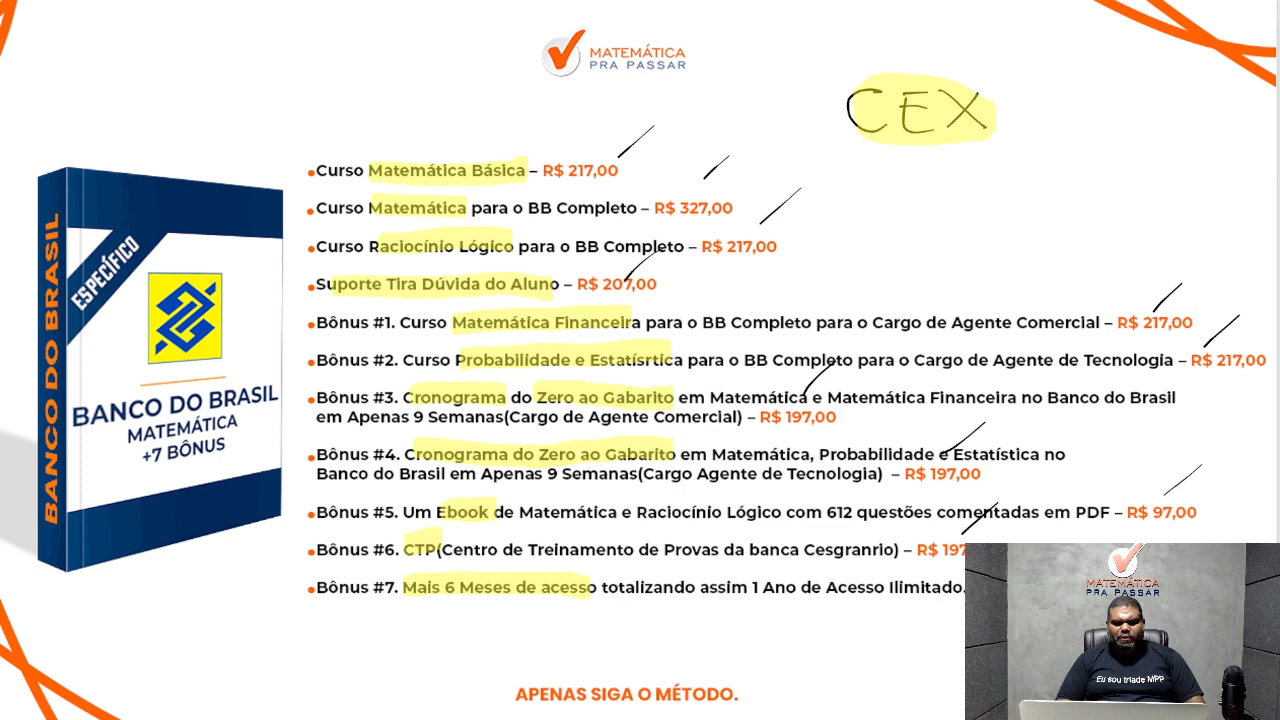 MATEMÁTICA
PRA PASSAR
CEX
•Curso Matemática Básica – R$ 217,00
•Curso Matemática para o BB Completo – R$ 327,00
•Curso Raciocínio Lógico para o BB Completo – R$ 217,00
•Suporte Tira Dúvida do Aluno – R$ 207,00
•Bônus #1. Curso Matemática Financeira para o BB Completo para o Cargo de Agente Comercial – R$ 217,00
•Bônus #2. Curso Probabilidade e Estatísrtica para o BB Completo para o Cargo de Agente de Tecnologia – R$ 217,00
•Bônus #3. Cronograma do Zero ao Gabarito em Matemática e Matemática Financeira no Banco do Brasil
em Apenas 9 Semanas(Cargo de Agente Comercial) – R$ 197,00
•Bônus #4. Cronograma do Zero ao Gabarito em Matemática, Probabilidade e Estatística no
Banco do Brasil em Apenas 9 Semanas(Cargo Agente de Tecnologia) – R$ 197,00
•Bônus #5. Um Ebook de Matemática e Raciocínio Lógico com 612 questões comentadas em PDF – R$ 97,00
•Bônus #6. CTP(Centro de Treinamento de Provas da banca Cesgranrio) – R$ 197
•Bônus #7. Mais 6 Meses de acesso totalizando assim 1 Ano de Acesso Ilimitado.
BANCO DO BRASIL
ESPECÍFICO
BANCO DO BRASIL
MATEMÁTICA
+7 BÔNUS
MATEMÁTICA
PRA PASSAR
Eu sou tríade MPP
APENAS SIGA O MÉTODO.